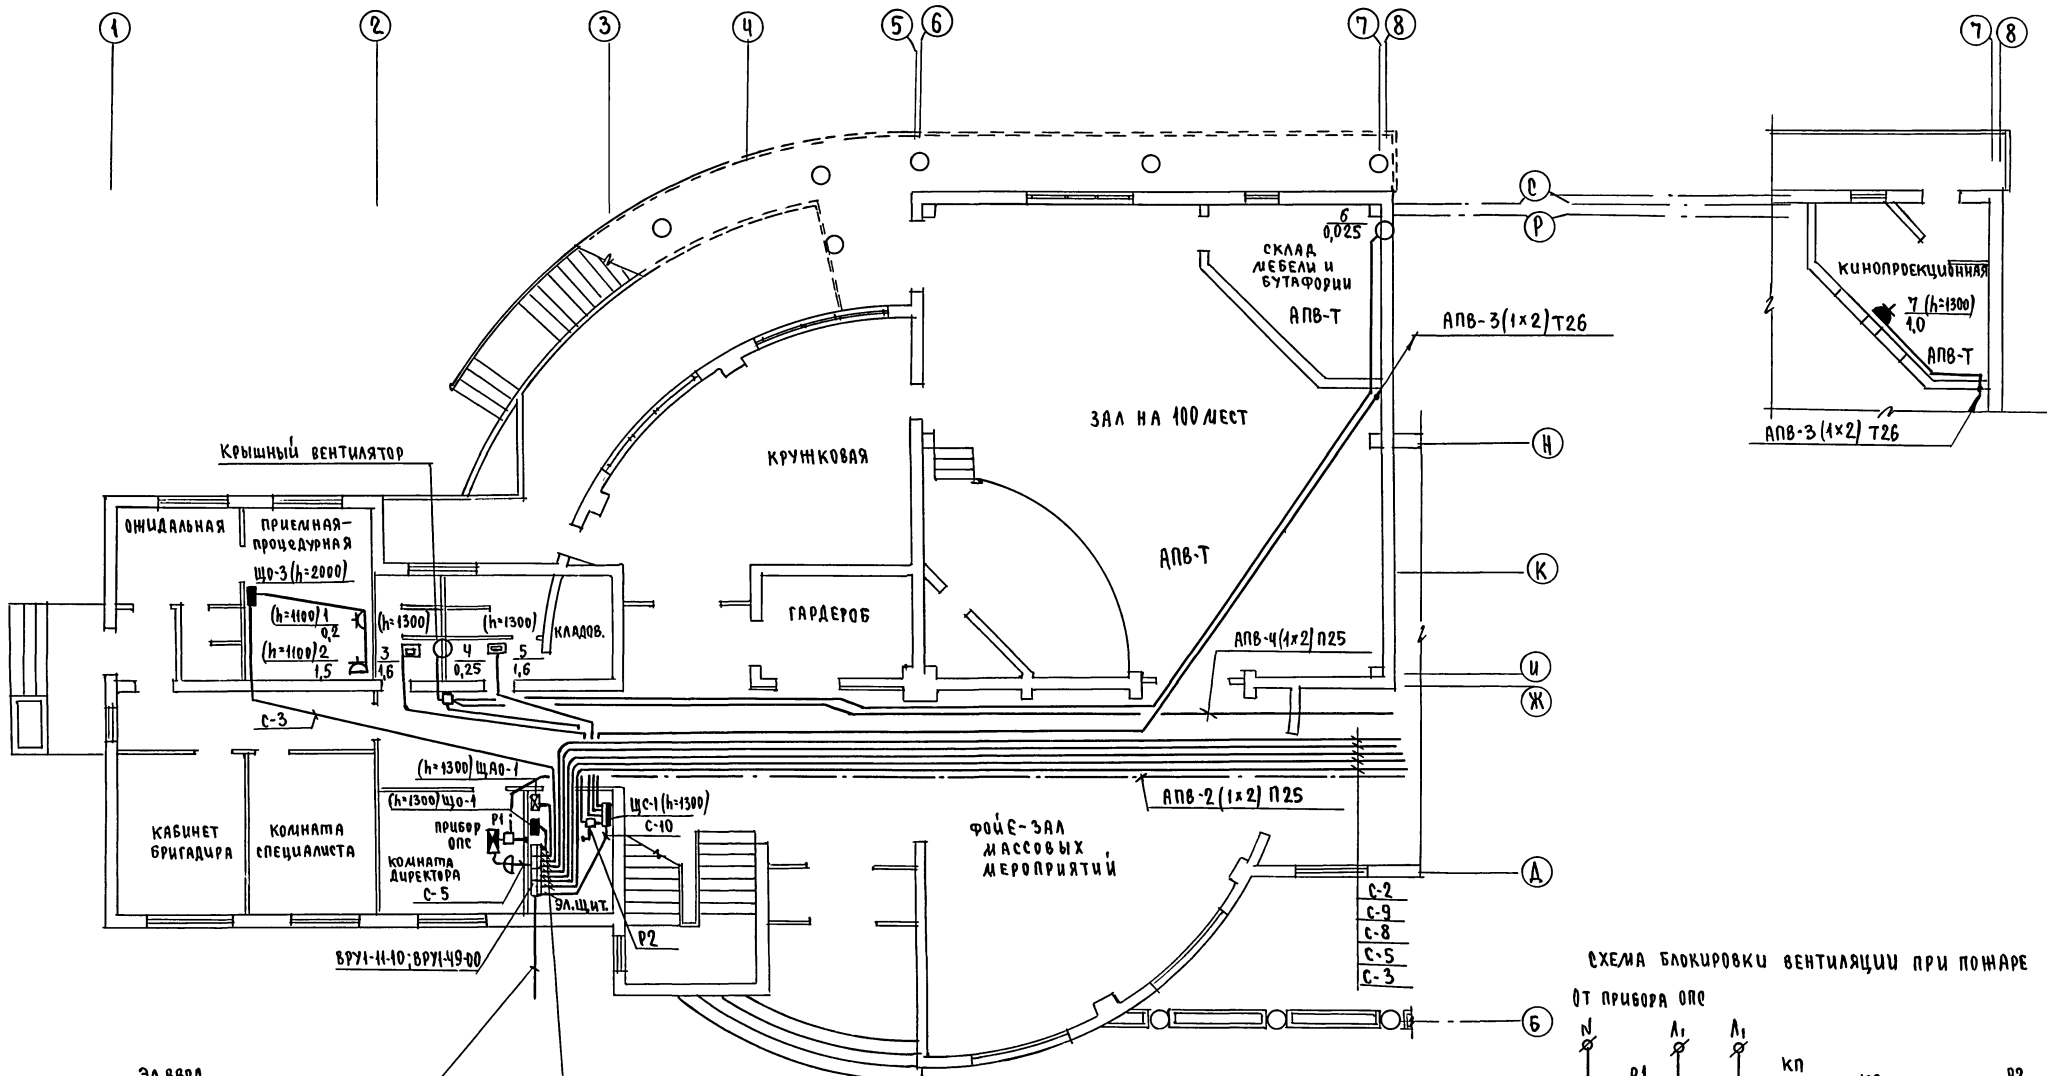 1 2 3 4 5 6 7 8 7 8
С
Р
6
0,025
СКЛАД
МЕБЕЛИ И
БУТАФОРИИ
АПВ-Т
КИНОПРОЕКЦИОННАЯ
7 (h=1300)
1,0
АПВ-Т
АПВ-3(1×2) Т26
АПВ-3(1×2) Т26
ЗАЛ НА 100 МЕСТ
Н
КРЫШНЫЙ ВЕНТИЛЯТОР
КРУЖКОВАЯ
ОЖИДАЛЬНАЯ
ПРИЕМНАЯ-
ПРОЦЕДУРНАЯ
АПВ-Т
К
ЩО-3(h=2000)
(h=1100) 1
0,2
(h=1300)
(h=1300)
КЛАДОВ.
ГАРДЕРОБ
(h=1100) 2
1,5
3
1,6
4
0,25
5
1,6
АПВ-4(1×2) П25
И
Ж
С-3
(h=1300) ЩАО-1
(h=1300) ЩО-1
ЩС-1(h=1300)
С-10
АПВ-2(1×2) П25
КАБИНЕТ
БРИГАДИРА
КОМНАТА
СПЕЦИАЛИСТА
ПРИБОР
ОПС
Р1
КОМНАТА
ДИРЕКТОРА
С-5
ЭЛ.ЩИТ.
ФОЙЕ-ЗАЛ
МАССОВЫХ
МЕРОПРИЯТИЙ
Д
С-2
С-9
С-8
С-5
С-3
Р2
ВРУ1-11-10; ВРУ1-49-00
СХЕМА БЛОКИРОВКИ ВЕНТИЛЯЦИИ ПРИ ПОЖАРЕ
ОТ ПРИБОРА ОПС
Б
N Л₁ Л₁
КП
Р1
Р2
ЭЛ.ВВОД